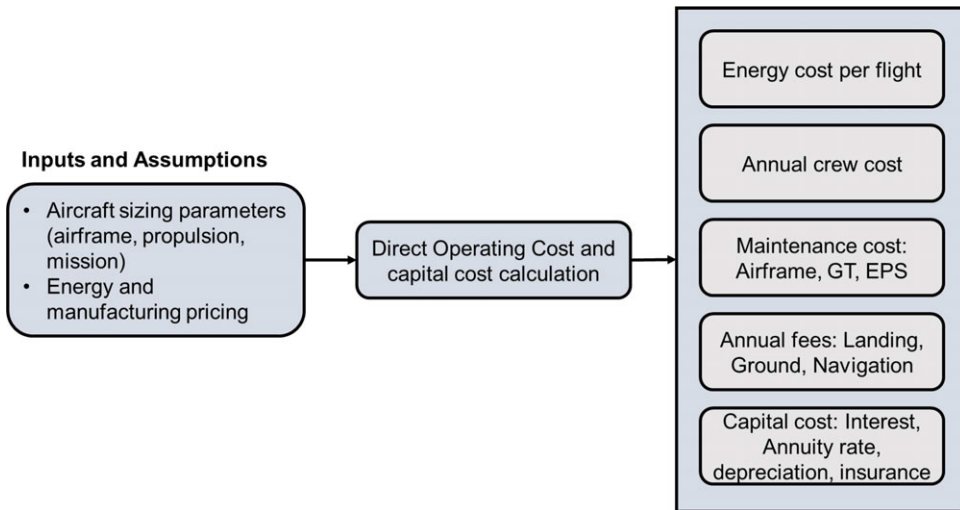 Inputs and Assumptions
• Aircraft sizing parameters
(airframe, propulsion,
mission)
• Energy and
manufacturing pricing
Direct Operating Cost and
capital cost calculation
Energy cost per flight
Annual crew cost
Maintenance cost:
Airframe, GT, EPS
Annual fees: Landing,
Ground, Navigation
Capital cost: Interest,
Annuity rate,
depreciation, insurance